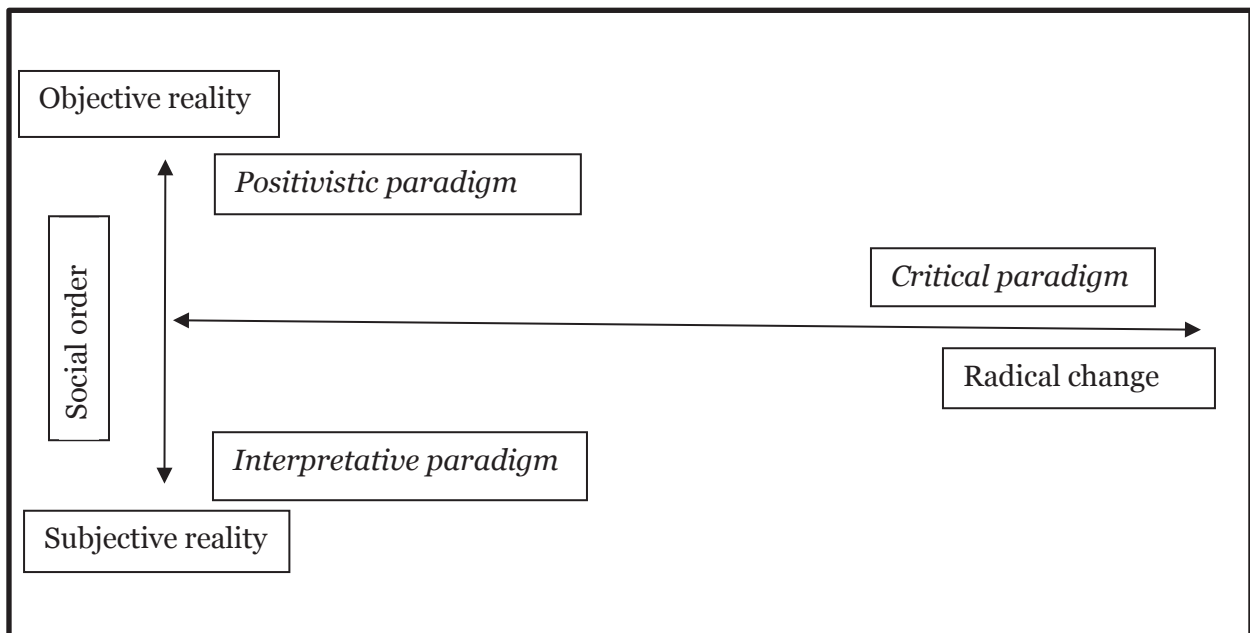 Objective reality
Positivistic paradigm
Social order
Critical paradigm
Radical change
Interpretative paradigm
Subjective reality